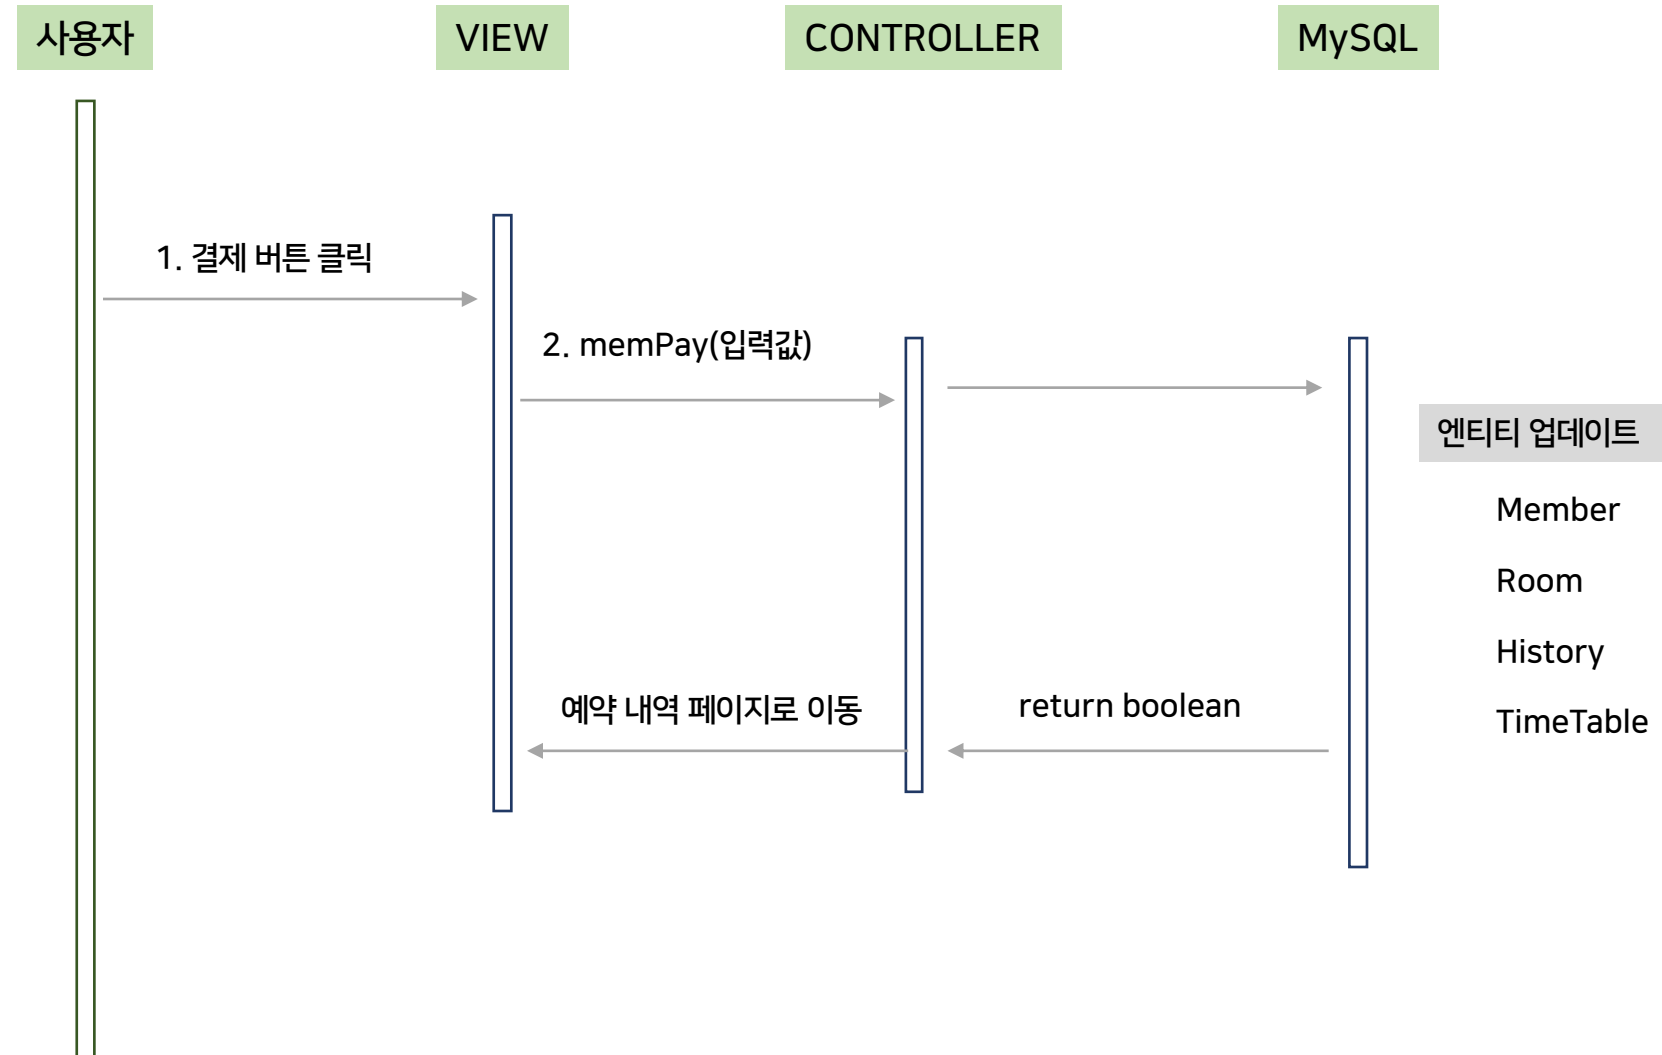 사용자
VIEW
CONTROLLER
MySQL
1. 결제 버튼 클릭
2. memPay(입력값)
엔티티 업데이트
Member
Room
History
TimeTable
예약 내역 페이지로 이동
return boolean